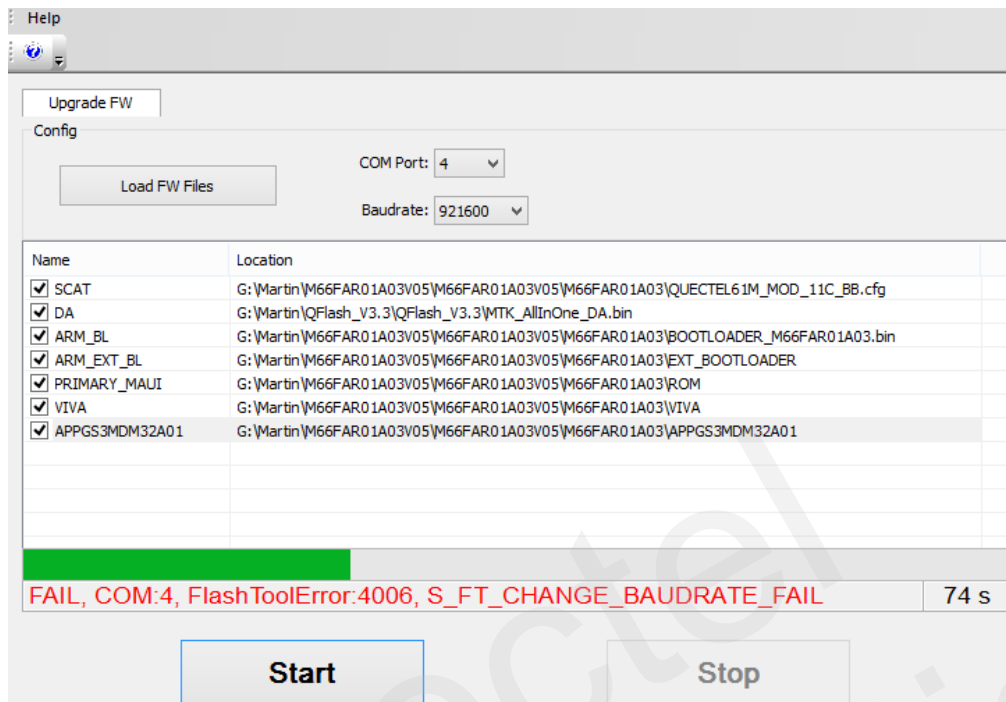 Help
Upgrade FW
Config
Load FW Files
COM Port: 4
Baudrate: 921600
Name Location
SCAT G:\Martin\M66FAR01A03V05\M66FAR01A03V05\M66FAR01A03\QUECTEL61M_MOD_11C_BB.cfg
DA G:\Martin\QFlash_V3.3\QFlash_V3.3\MTK_AllInOne_DA.bin
ARM_BL G:\Martin\M66FAR01A03V05\M66FAR01A03V05\M66FAR01A03\BOOTLOADER_M66FAR01A03.bin
ARM_EXT_BL G:\Martin\M66FAR01A03V05\M66FAR01A03V05\M66FAR01A03\EXT_BOOTLOADER
PRIMARY_MAUI G:\Martin\M66FAR01A03V05\M66FAR01A03V05\M66FAR01A03\ROM
VIVA G:\Martin\M66FAR01A03V05\M66FAR01A03V05\M66FAR01A03\VIVA
APPGS3MDM32A01 G:\Martin\M66FAR01A03V05\M66FAR01A03V05\M66FAR01A03\APPGS3MDM32A01
FAIL, COM:4, FlashToolError:4006, S_FT_CHANGE_BAUDRATE_FAIL 74 s
Start Stop